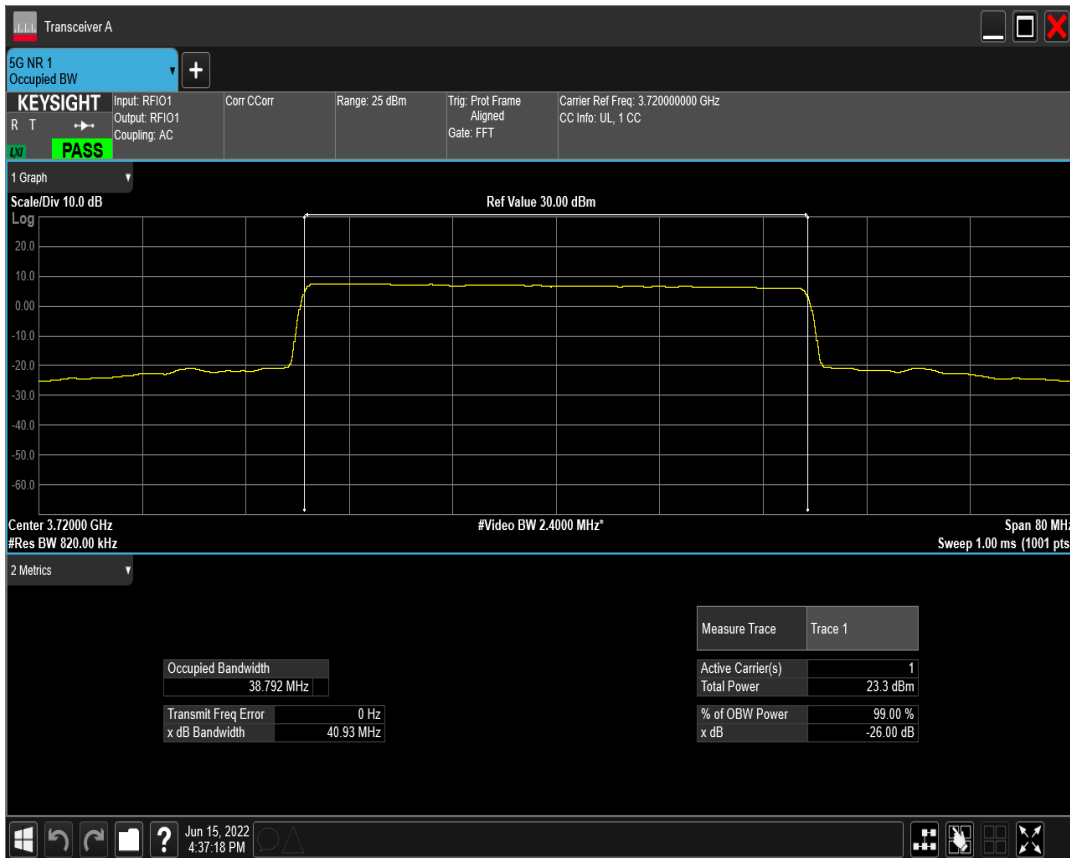 Transceiver A
5G NR 1
Occupied BW
+
KEYSIGHT
R T
LXI
PASS
Input: RFIO1
Output: RFIO1
Coupling: AC
Corr CCorr
Range: 25 dBm
Trig: Prot Frame
Aligned
Gate: FFT
Carrier Ref Freq: 3.720000000 GHz
CC Info: UL, 1 CC
1 Graph
Scale/Div 10.0 dB
Ref Value 30.00 dBm
Log
20.0
10.0
0.00
-10.0
-20.0
-30.0
-40.0
-50.0
-60.0
Center 3.72000 GHz
#Video BW 2.4000 MHz*
Span 80 MHz
#Res BW 820.00 kHz
Sweep 1.00 ms (1001 pts
2 Metrics
Measure Trace Trace 1
Occupied Bandwidth
38.792 MHz
Active Carrier(s) 1
Total Power 23.3 dBm
Transmit Freq Error 0 Hz
x dB Bandwidth 40.93 MHz
% of OBW Power 99.00 %
x dB -26.00 dB
?
Jun 15, 2022
4:37:18 PM